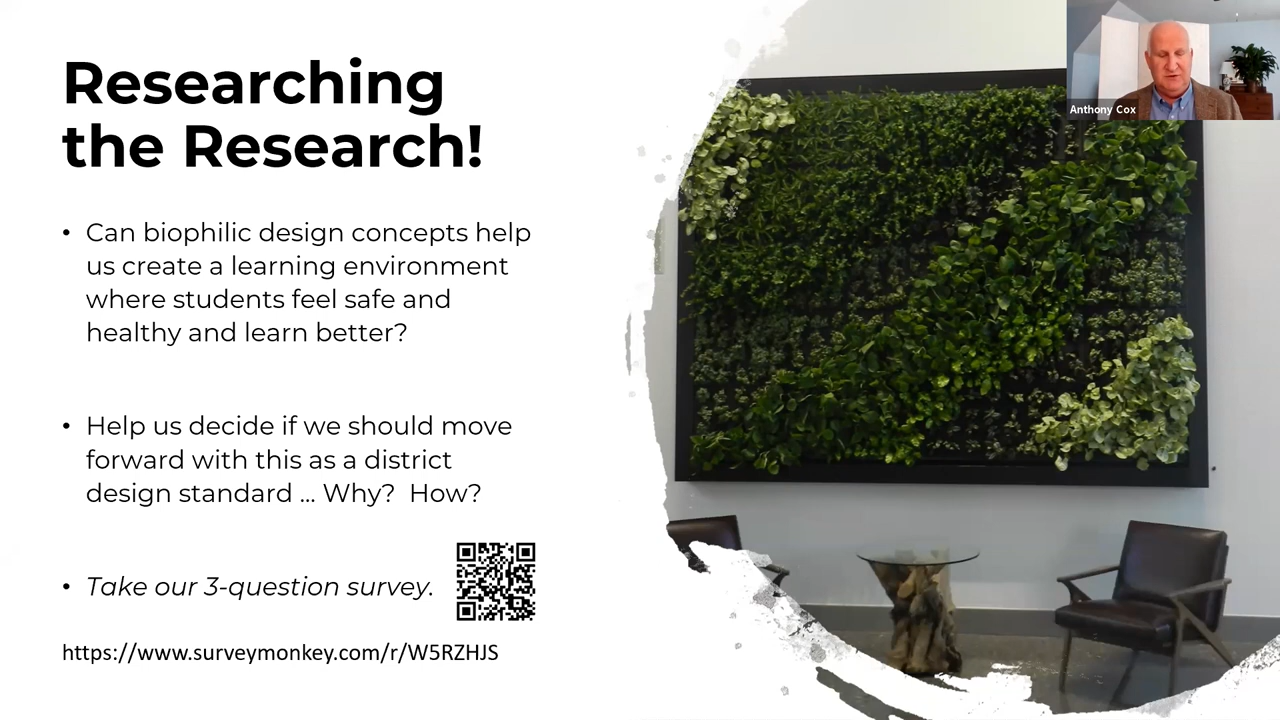 Researching
the Research!
• Can biophilic design concepts help
us create a learning environment
where students feel safe and
healthy and learn better?
• Help us decide if we should move
forward with this as a district
design standard ... Why?  How?
• Take our 3-question survey.
https://www.surveymonkey.com/r/W5RZHJS
Anthony Cox